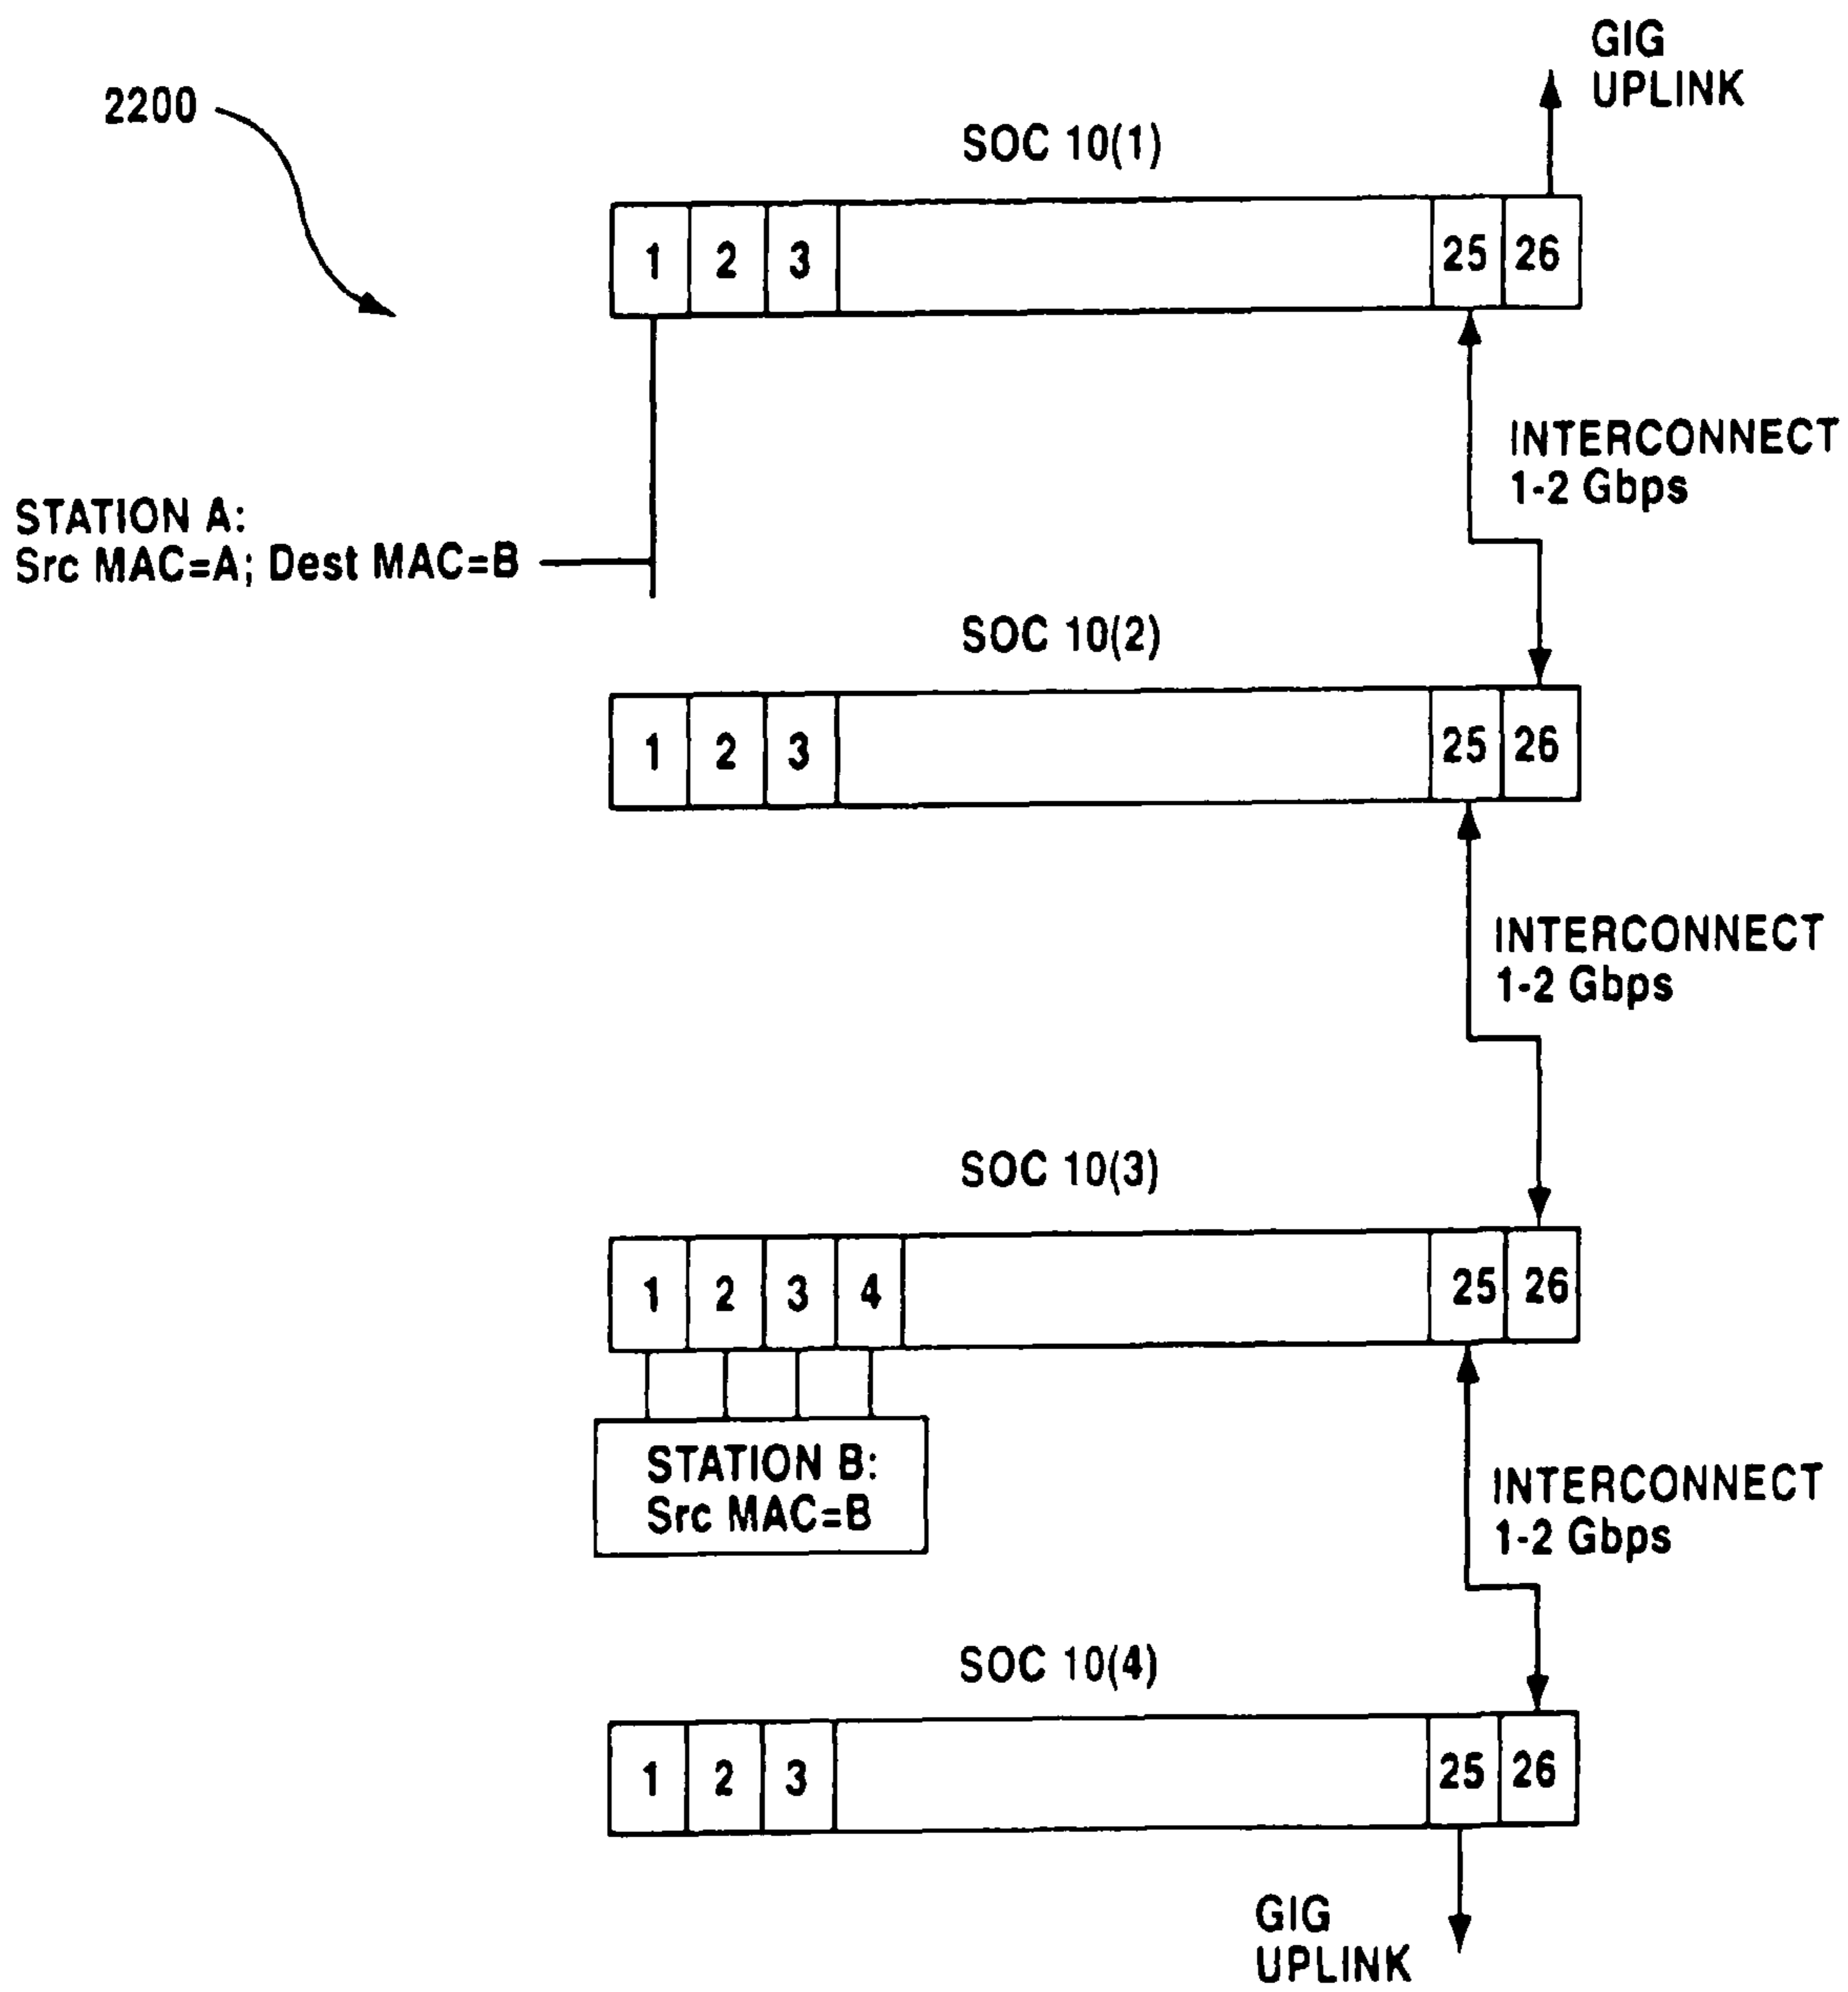 GIG
UPLINK
2200
SOC 10(1)
1 2 3 25 26
INTERCONNECT
1-2 Gbps
STATION A:
Src MAC=A; Dest MAC=B
SOC 10(2)
1 2 3 25 26
INTERCONNECT
1-2 Gbps
SOC 10(3)
1 2 3 4 25 26
STATION B:
Src MAC=B
INTERCONNECT
1-2 Gbps
SOC 10(4)
1 2 3 25 26
GIG
UPLINK